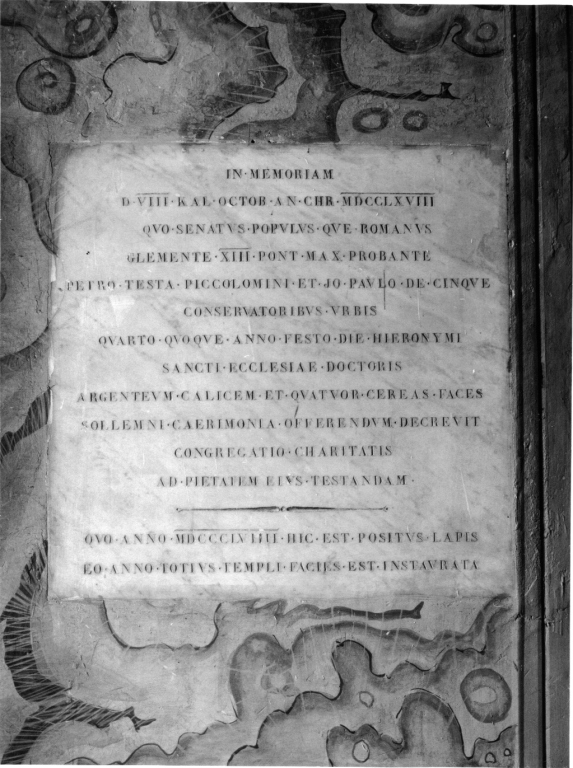 IN·MEMORIAM
D·VIII·KAL·OCTOB·AN·CHR·MDCCLXVIII
QVO·SENATVS·POPVLVS·QVE·ROMANVS
CLEMENTE·XIII·PONT·MAX·PROBANTE
PETRO·TESTA·PICCOLOMINI·ET·JO·PAVLO·DE·CINQVE
CONSERVATORIBVS·VRBIS
QVARTO·QVOQVE·ANNO·FESTO·DIE·HIERONYMI
SANCTI·ECCLESIAE·DOCTORIS
ARGENTEVM·CALICEM·ET·QVATVOR·CEREAS·FACES
SOLLEMNI·CAERIMONIA·OFFERENDVM·DECREVIT
CONGREGATIO·CHARITATIS
AD·PIETATEM EIVS·TESTANDAM·
QVO·ANNO·MDCCCLVIIII·HIC·EST·POSITVS·LAPIS
EO·ANNO·TOTIVS·TEMPLI·FACIES·EST·INSTAVRATA